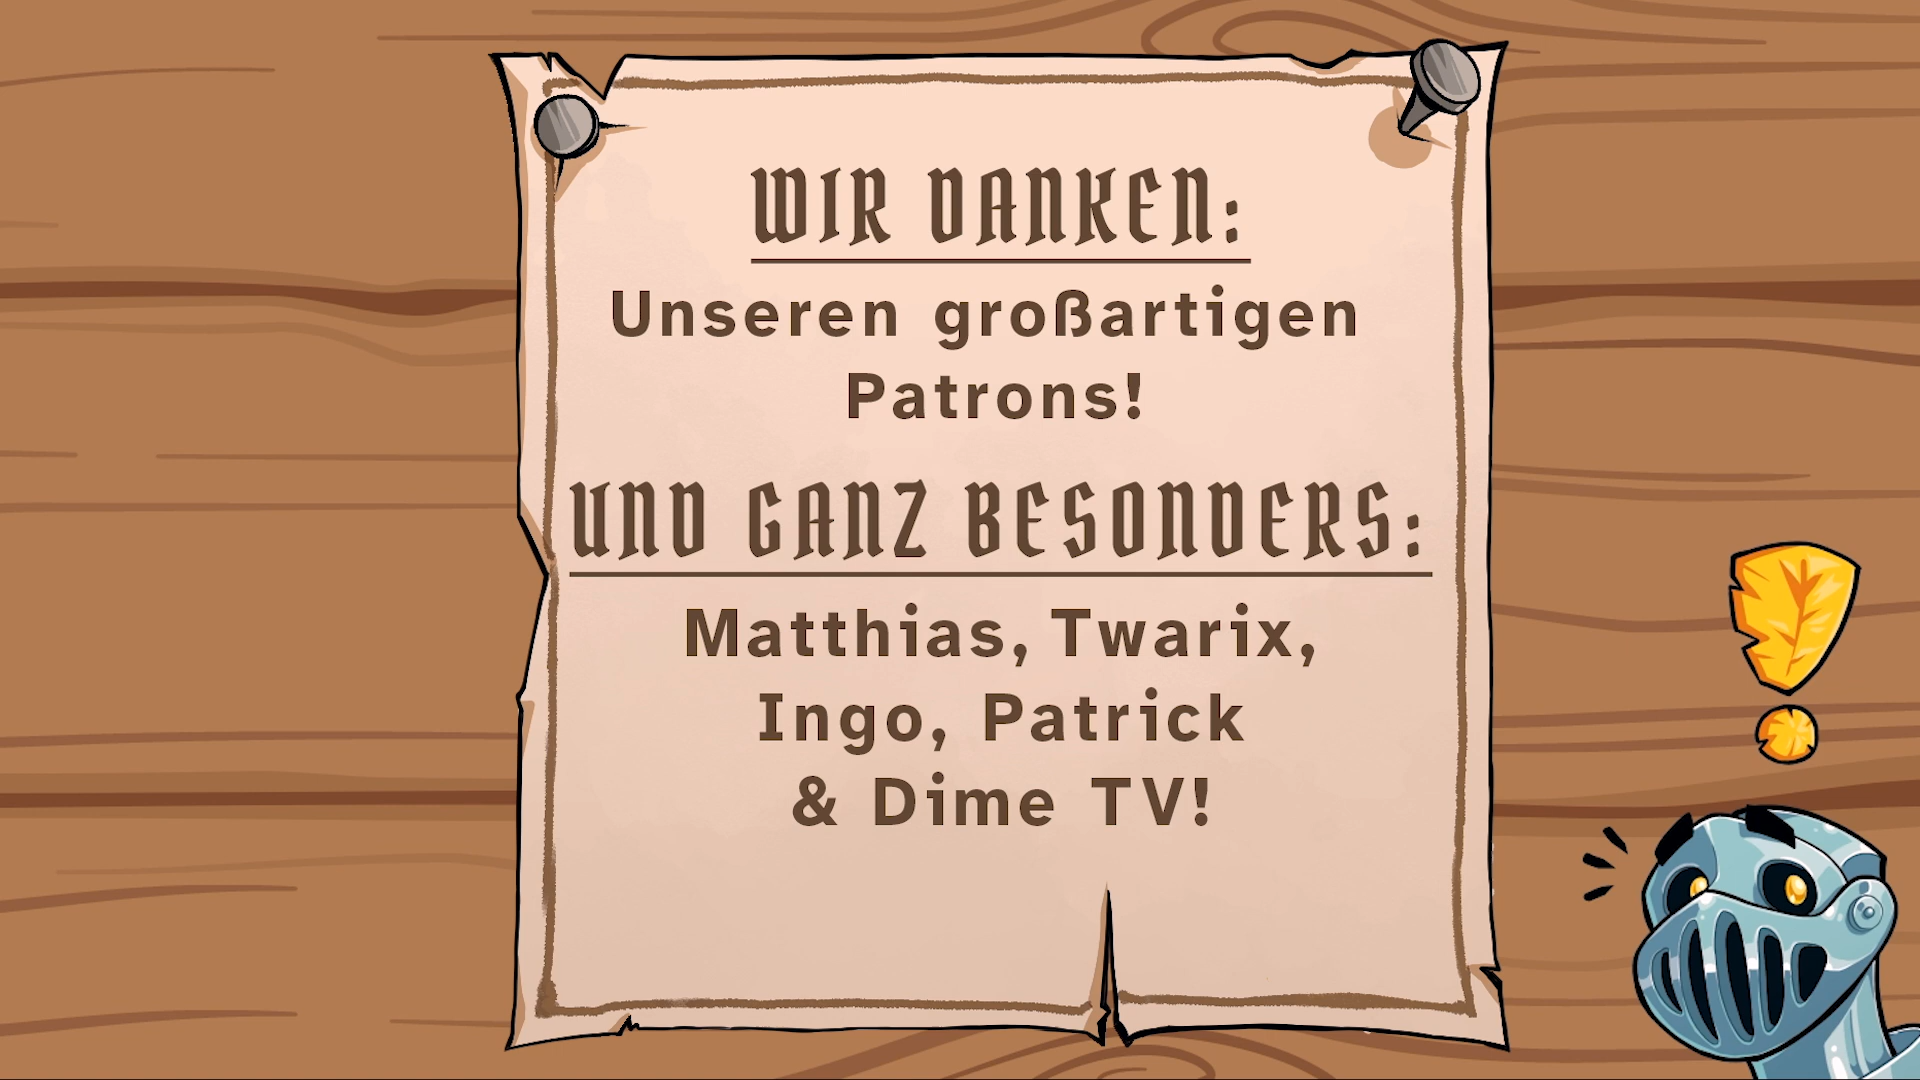 WIR DANKEN:
Unseren großartigen
Patrons!
UND GANZ BESONDERS:
Matthias, Twarix,
Ingo, Patrick
& Dime TV!